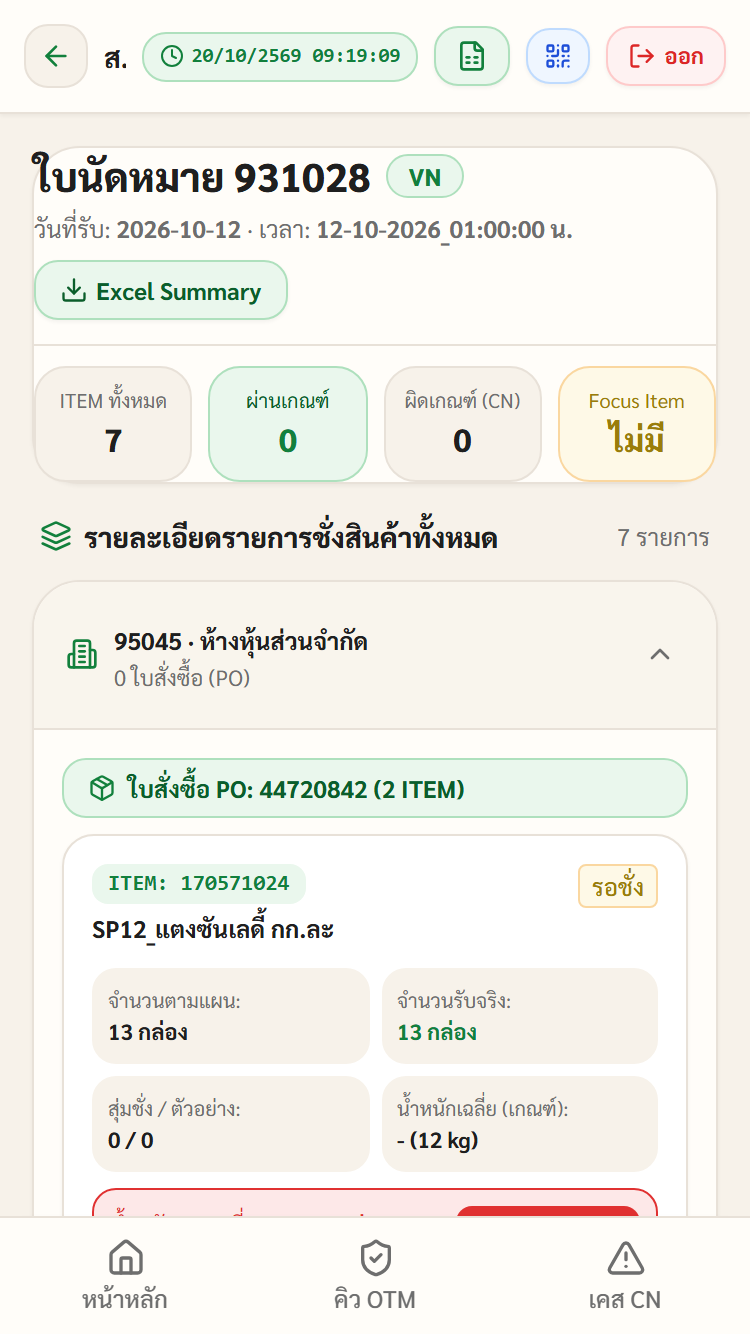 ส.
20/10/2569 09:19:09
ออก
ใบนัดหมาย 931028
VN
วันที่รับ: 2026-10-12 · เวลา: 12-10-2026_01:00:00 น.
Excel Summary
ITEM ทั้งหมด
7
ผ่านเกณฑ์
0
ผิดเกณฑ์ (CN)
0
Focus Item
ไม่มี
รายละเอียดรายการชั่งสินค้าทั้งหมด
7 รายการ
95045 · ห้างหุ้นส่วนจำกัด
0 ใบสั่งซื้อ (PO)
ใบสั่งซื้อ PO: 44720842 (2 ITEM)
ITEM: 170571024
รอชั่ง
SP12_แตงซันเลดี้ กก.ละ
จำนวนตามแผน:
13 กล่อง
จำนวนรับจริง:
13 กล่อง
สุ่มชั่ง / ตัวอย่าง:
0 / 0
น้ำหนักเฉลี่ย (เกณฑ์):
- (12 kg)
หน้าหลัก
คิว OTM
เคส CN